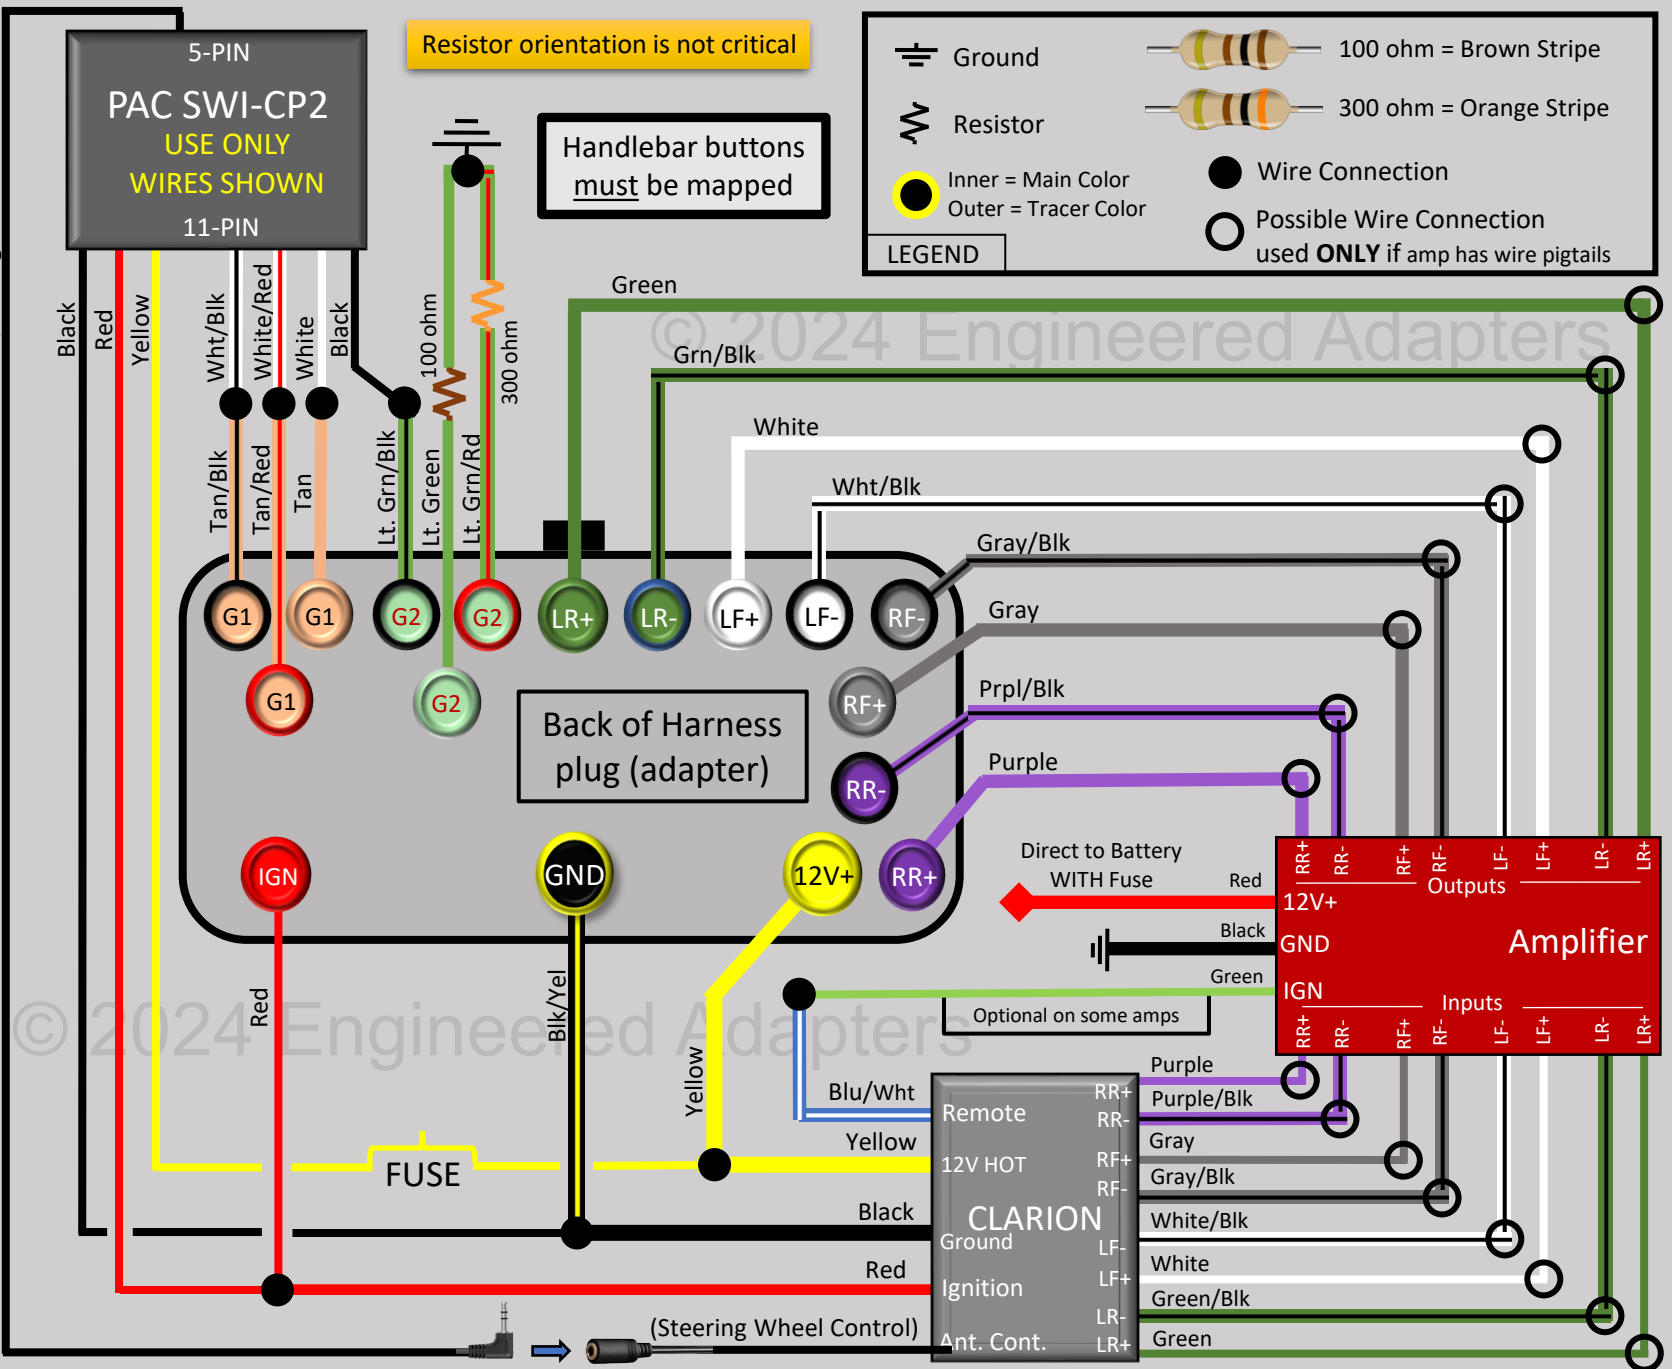 5-PIN
PAC SWI-CP2
USE ONLY
WIRES SHOWN
11-PIN
Resistor orientation is not critical
Handlebar buttons
must be mapped
Ground
Resistor
Inner = Main Color
Outer = Tracer Color
LEGEND
100 ohm = Brown Stripe
300 ohm = Orange Stripe
Wire Connection
Possible Wire Connection
used ONLY if amp has wire pigtails
Black
Red
Yellow
Wht/Blk
White/Red
White
Black
100 ohm
300 ohm
Tan/Blk
Tan/Red
Tan
Lt. Grn/Blk
Lt. Green
Lt. Grn/Rd
Green
© 2024 Engineered Adapters
Grn/Blk
White
Wht/Blk
Gray/Blk
Gray
Prpl/Blk
Purple
G1
G1
G2
G2
LR+
LR-
LF+
LF-
RF-
G1
G2
RF+
RR-
Back of Harness
plug (adapter)
IGN
GND
12V+
RR+
Direct to Battery
WITH Fuse
Red
Black
Green
Optional on some amps
RR+
RR-
RF+
RF-
LF-
LF+
LR-
LR+
Outputs
12V+
GND
Amplifier
IGN
Inputs
RR+
RR-
RF+
RF-
LF-
LF+
LR-
LR+
© 2024 Engineered Adapters
Red
Blk/Yel
Yellow
FUSE
Blu/Wht
Yellow
Black
Red
(Steering Wheel Control)
Remote
12V HOT
CLARION
Ground
Ignition
Ant. Cont.
RR+
RR-
RF+
RF-
LF-
LF+
LR-
LR+
Purple
Purple/Blk
Gray
Gray/Blk
White/Blk
White
Green/Blk
Green